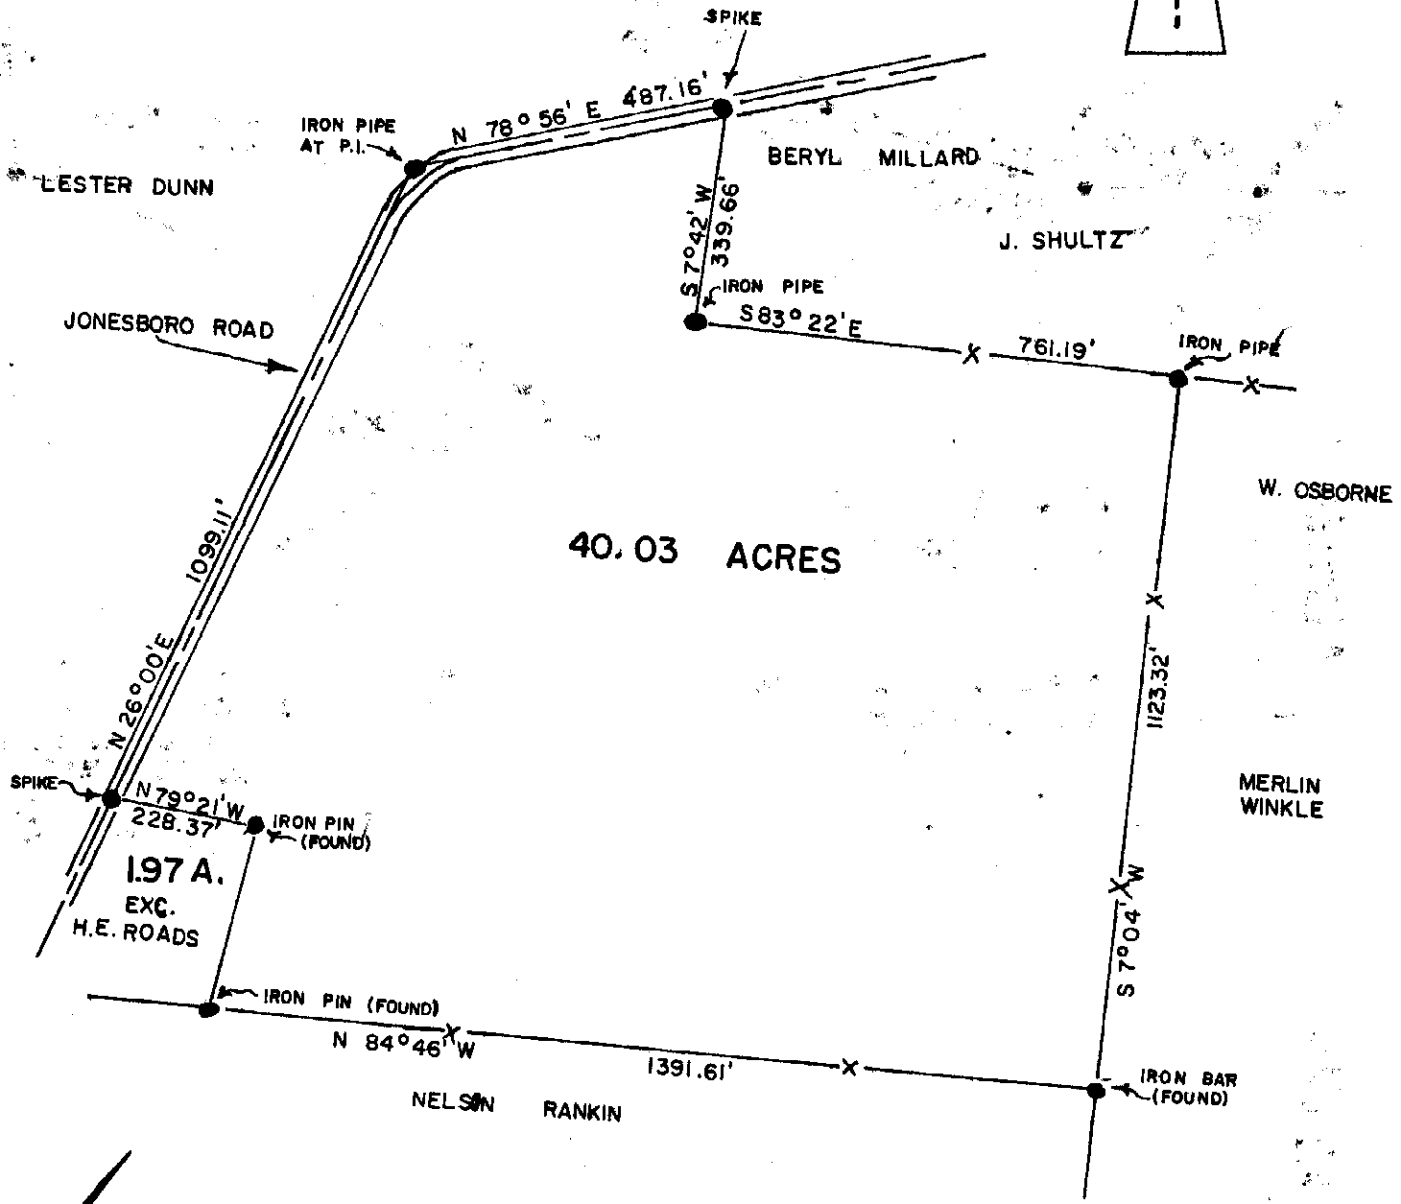 SPIKE
N 78° 56' E 487.16'
IRON PIPE
AT P.I.
LESTER DUNN
BERYL MILLARD
S 7° 42' W
339.66'
J. SHULTZ
IRON PIPE
S 83° 22' E
761.19'
IRON PIPE
JONESBORO ROAD
W. OSBORNE
40.03 ACRES
N 26° 00' E
1099.11'
1123.32'
S 7° 04' W
MERLIN
WINKLE
SPIKE
N 79° 21' W
228.37'
IRON PIN
(FOUND)
1.97 A.
EXC.
H.E. ROADS
IRON PIN (FOUND)
N 84° 46' W
1391.61'
IRON BAR
(FOUND)
NELSON RANKIN